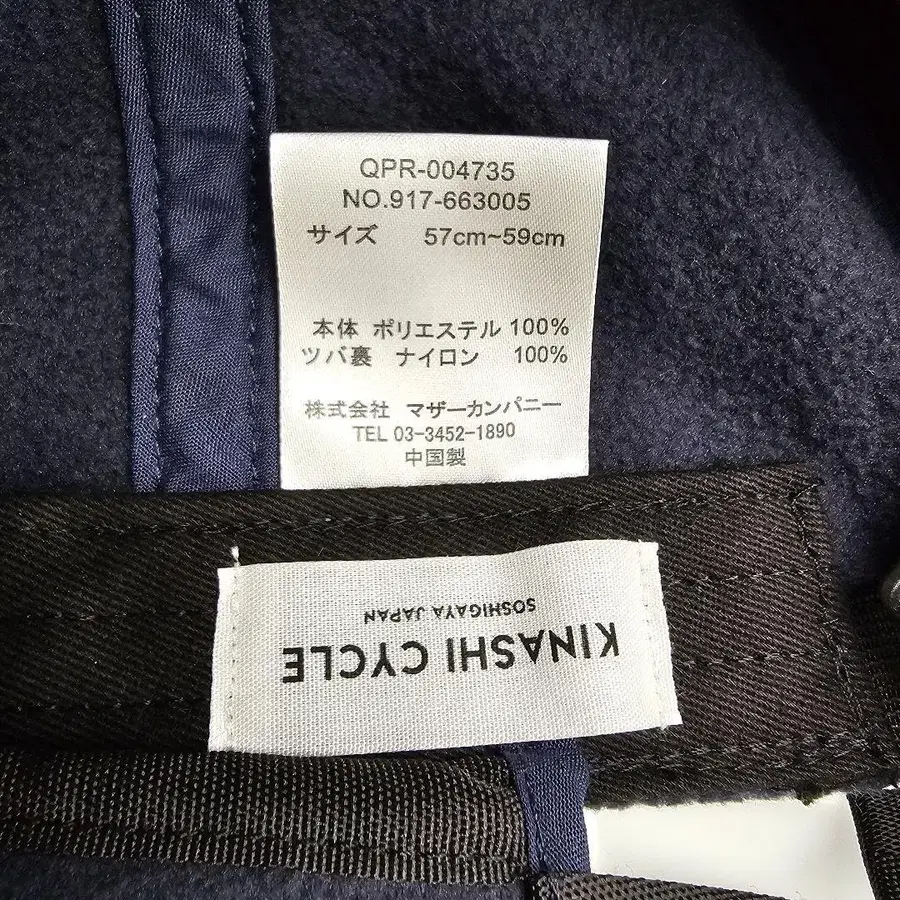 QPR-004735
NO.917-663005
サイズ 57cm~59cm
本体 ポリエステル 100%
ツバ裏 ナイロン 100%
株式会社 マザーカンパニー
TEL 03-3452-1890
中国製
KINASHI CYCLE
SOSHIGAYA JAPAN